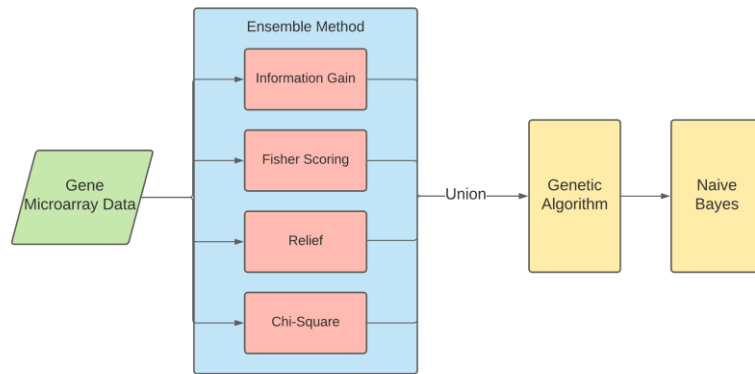 Ensemble Method
Information Gain
Fisher Scoring
Gene
Microarray Data
Relief
Chi-Square
Union
Genetic
Algorithm
Naive
Bayes